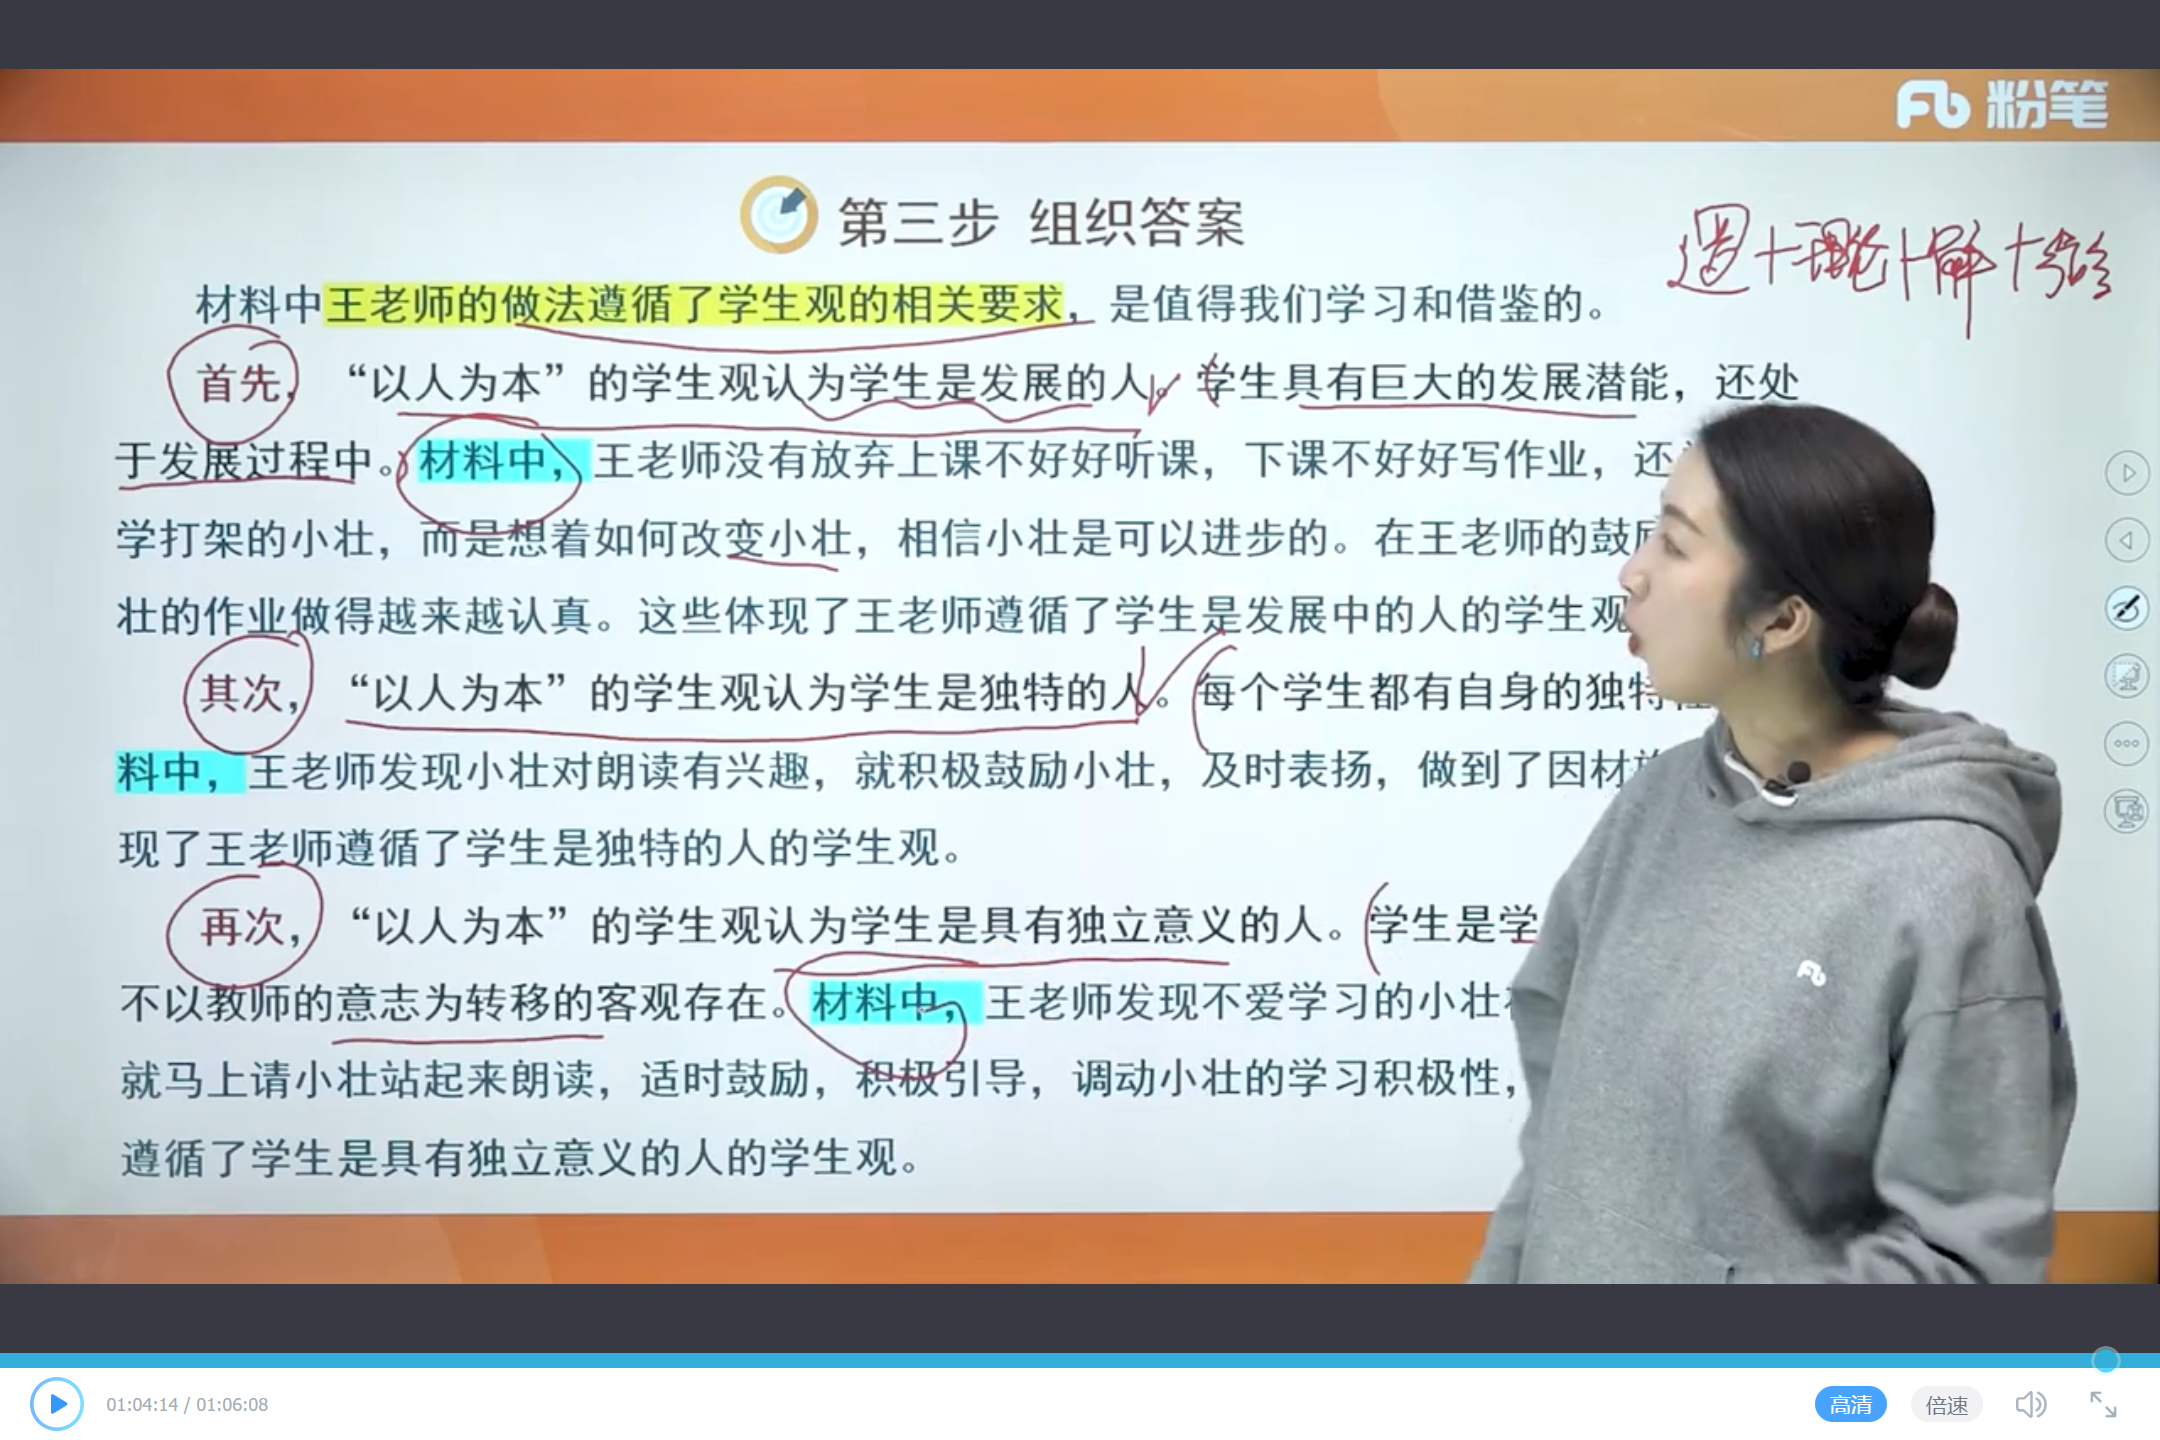 粉笔
第三步 组织答案
材料中王老师的做法遵循了学生观的相关要求，是值得我们学习和借鉴的。
首先，“以人为本”的学生观认为学生是发展的人。学生具有巨大的发展潜能，还处
于发展过程中。材料中，王老师没有放弃上课不好好听课，下课不好好写作业，还
学打架的小壮，而是想着如何改变小壮，相信小壮是可以进步的。在王老师的鼓
壮的作业做得越来越认真。这些体现了王老师遵循了学生是发展中的人的学生观
其次，“以人为本”的学生观认为学生是独特的人。每个学生都有自身的独特
料中，王老师发现小壮对朗读有兴趣，就积极鼓励小壮，及时表扬，做到了因材
现了王老师遵循了学生是独特的人的学生观。
再次，“以人为本”的学生观认为学生是具有独立意义的人。学生是学
不以教师的意志为转移的客观存在。材料中，王老师发现不爱学习的小壮
就马上请小壮站起来朗读，适时鼓励，积极引导，调动小壮的学习积极性，
遵循了学生是具有独立意义的人的学生观。
01:04:14 / 01:06:08
高清
倍速